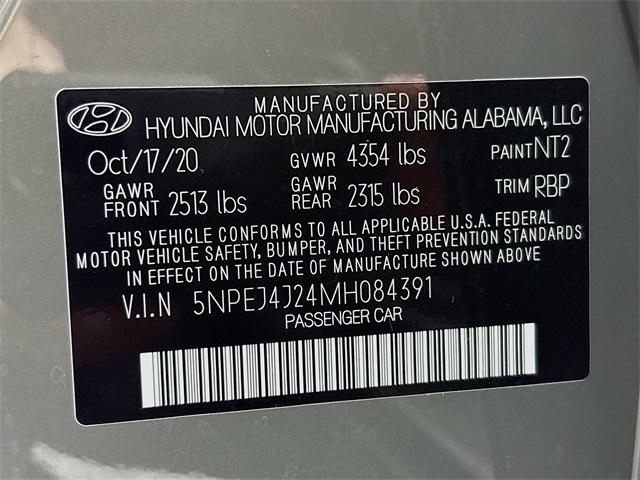 MANUFACTURED BY
HYUNDAI MOTOR MANUFACTURING ALABAMA, LLC
Oct/17/20 GVWR 4354 lbs PAINT NT2
GAWR FRONT 2513 lbs GAWR REAR 2315 lbs TRIM RBP
THIS VEHICLE CONFORMS TO ALL APPLICABLE U.S.A. FEDERAL
MOTOR VEHICLE SAFETY, BUMPER, AND THEFT PREVENTION STANDARDS
IN EFFECT ON THE DATE OF MANUFACTURE SHOWN ABOVE
V.I.N 5NPEJ4J24MH084391
PASSENGER CAR